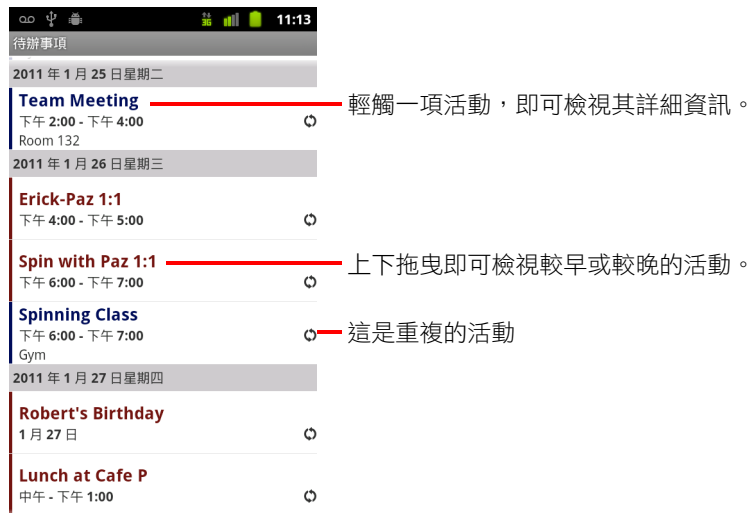 3G 11:13
待辦事項
2011 年 1 月 25 日星期二
Team Meeting
下午 2:00 - 下午 4:00
Room 132
輕觸一項活動，即可檢視其詳細資訊。
2011 年 1 月 26 日星期三
Erick-Paz 1:1
下午 4:00 - 下午 5:00
Spin with Paz 1:1
下午 6:00 - 下午 7:00
上下拖曳即可檢視較早或較晚的活動。
Spinning Class
下午 6:00 - 下午 7:00
Gym
這是重複的活動
2011 年 1 月 27 日星期四
Robert's Birthday
1 月 27 日
Lunch at Cafe P
中午 - 下午 1:00